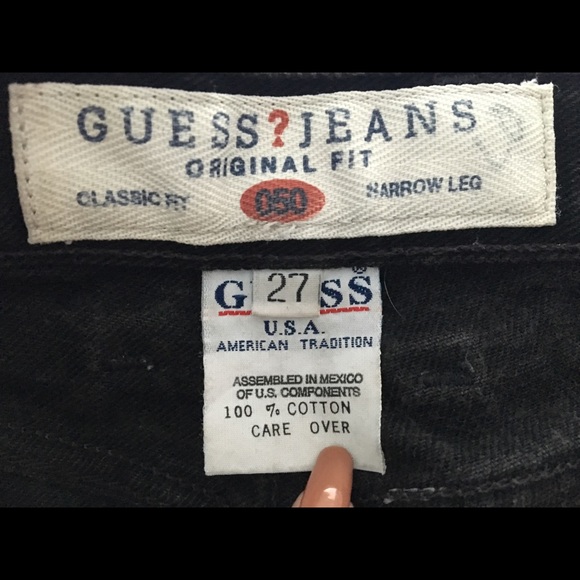 GUESS?JEANS
ORIGINAL FIT
CLASSIC FIT 050 NARROW LEG
G 27 SS®
U.S.A.
AMERICAN TRADITION
ASSEMBLED IN MEXICO
OF U.S. COMPONENTS
100 % COTTON
CARE OVER